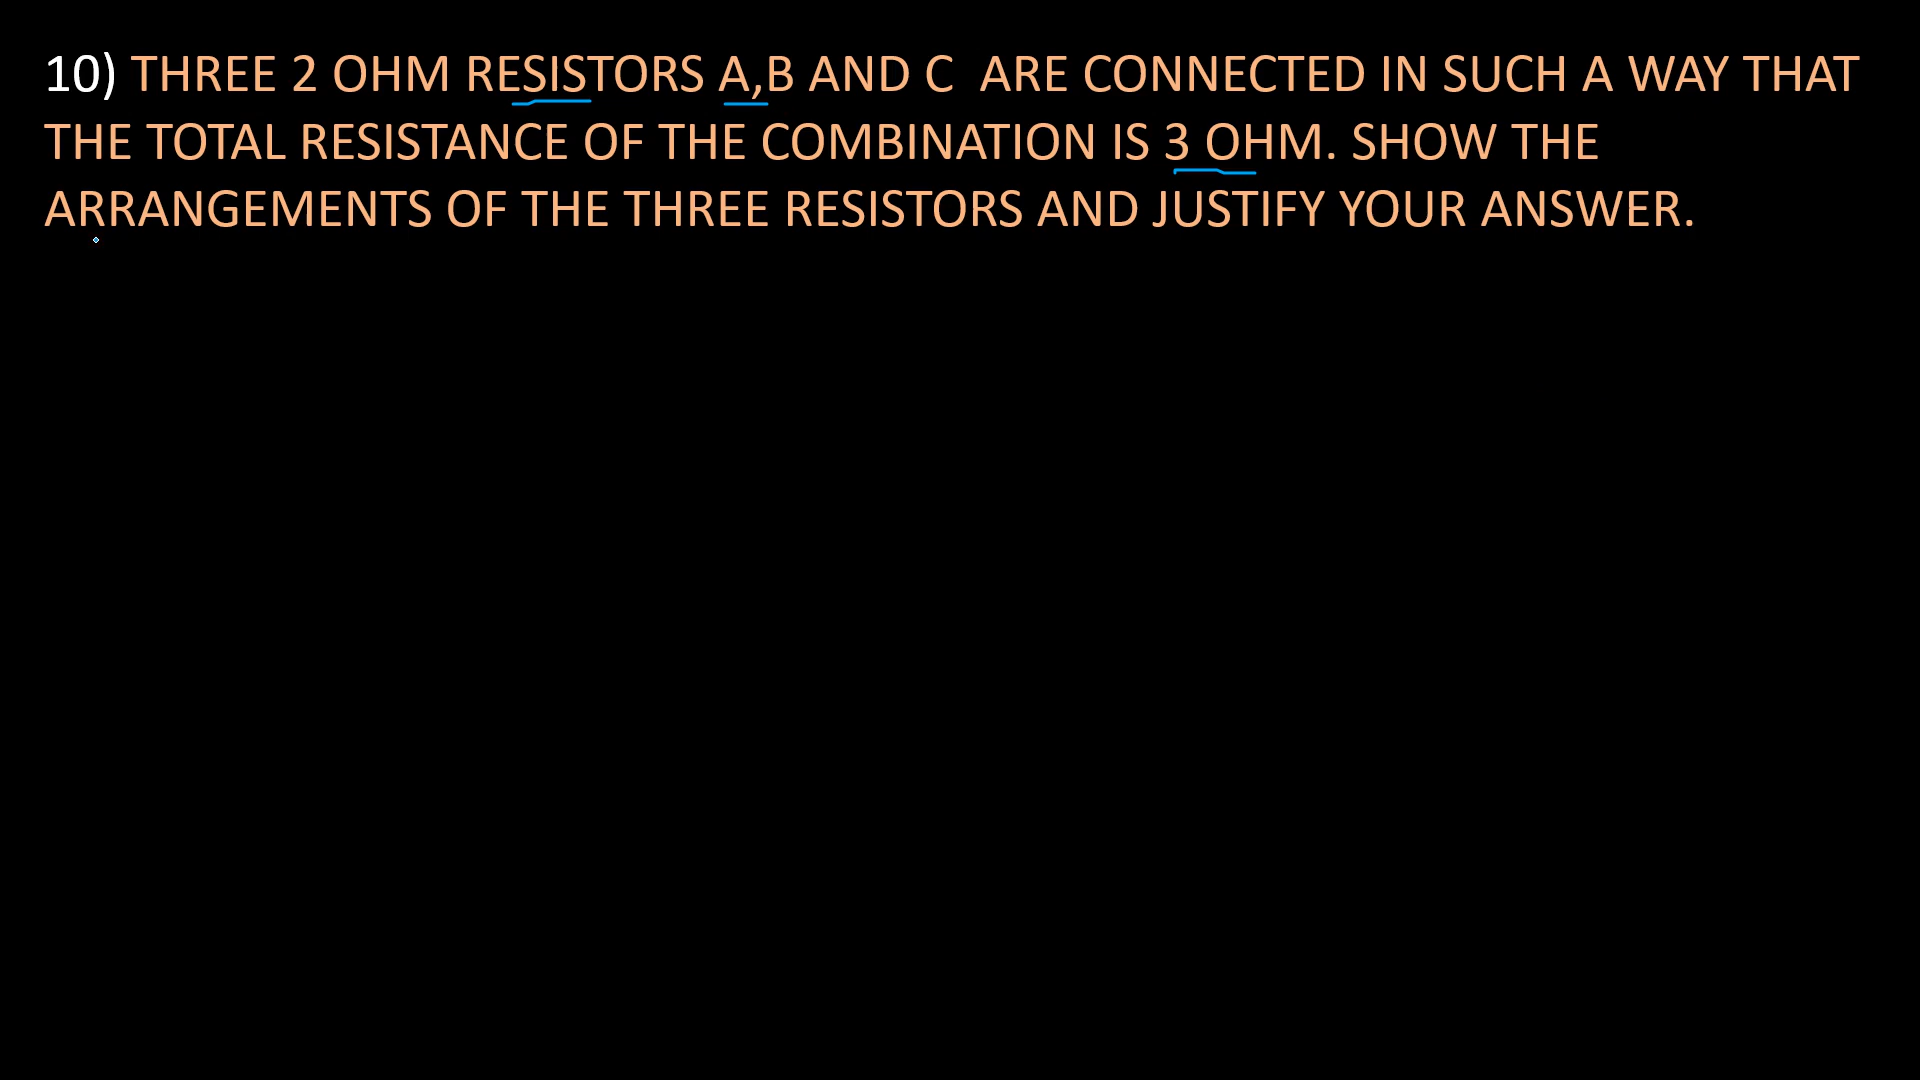 10) THREE 2 OHM RESISTORS A,B AND C  ARE CONNECTED IN SUCH A WAY THAT
THE TOTAL RESISTANCE OF THE COMBINATION IS 3 OHM. SHOW THE
ARRANGEMENTS OF THE THREE RESISTORS AND JUSTIFY YOUR ANSWER.